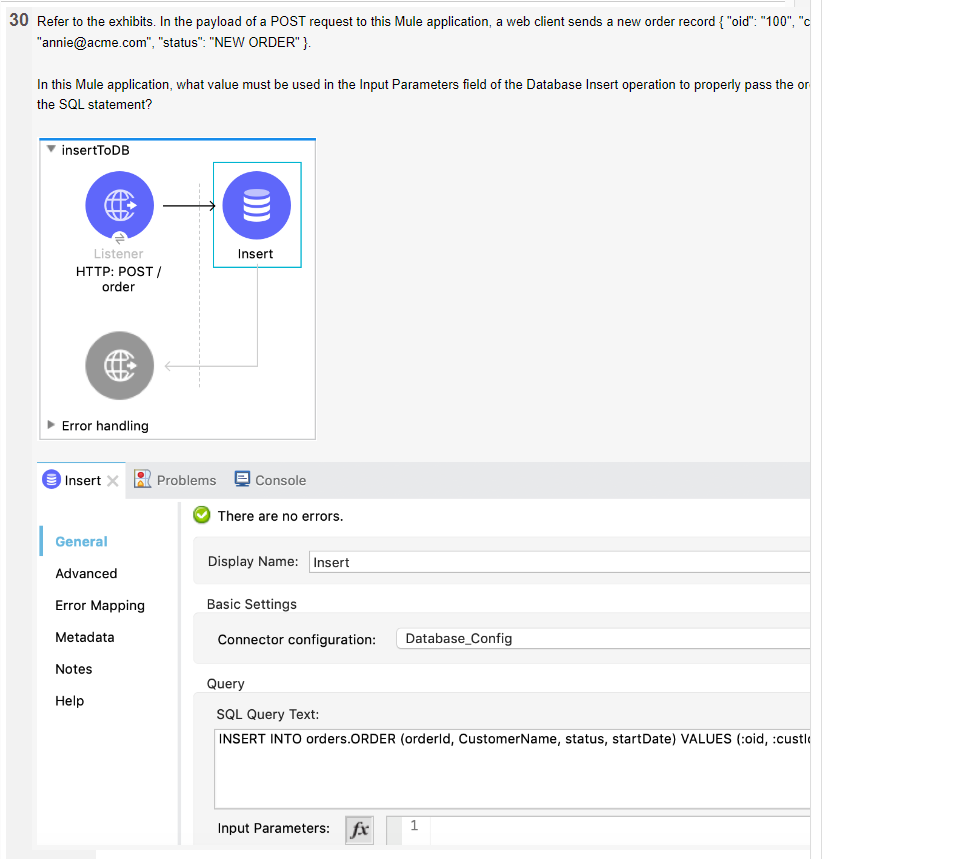 30 Refer to the exhibits. In the payload of a POST request to this Mule application, a web client sends a new order record { "oid": "100", "c
"annie@acme.com", "status": "NEW ORDER" }.
In this Mule application, what value must be used in the Input Parameters field of the Database Insert operation to properly pass the or
the SQL statement?
insertToDB
Listener
HTTP: POST /
order
Insert
Error handling
Insert
Problems
Console
There are no errors.
General
Advanced
Error Mapping
Metadata
Notes
Help
Display Name: Insert
Basic Settings
Connector configuration: Database_Config
Query
SQL Query Text:
INSERT INTO orders.ORDER (orderId, CustomerName, status, startDate) VALUES (:oid, :custId
Input Parameters: fx 1